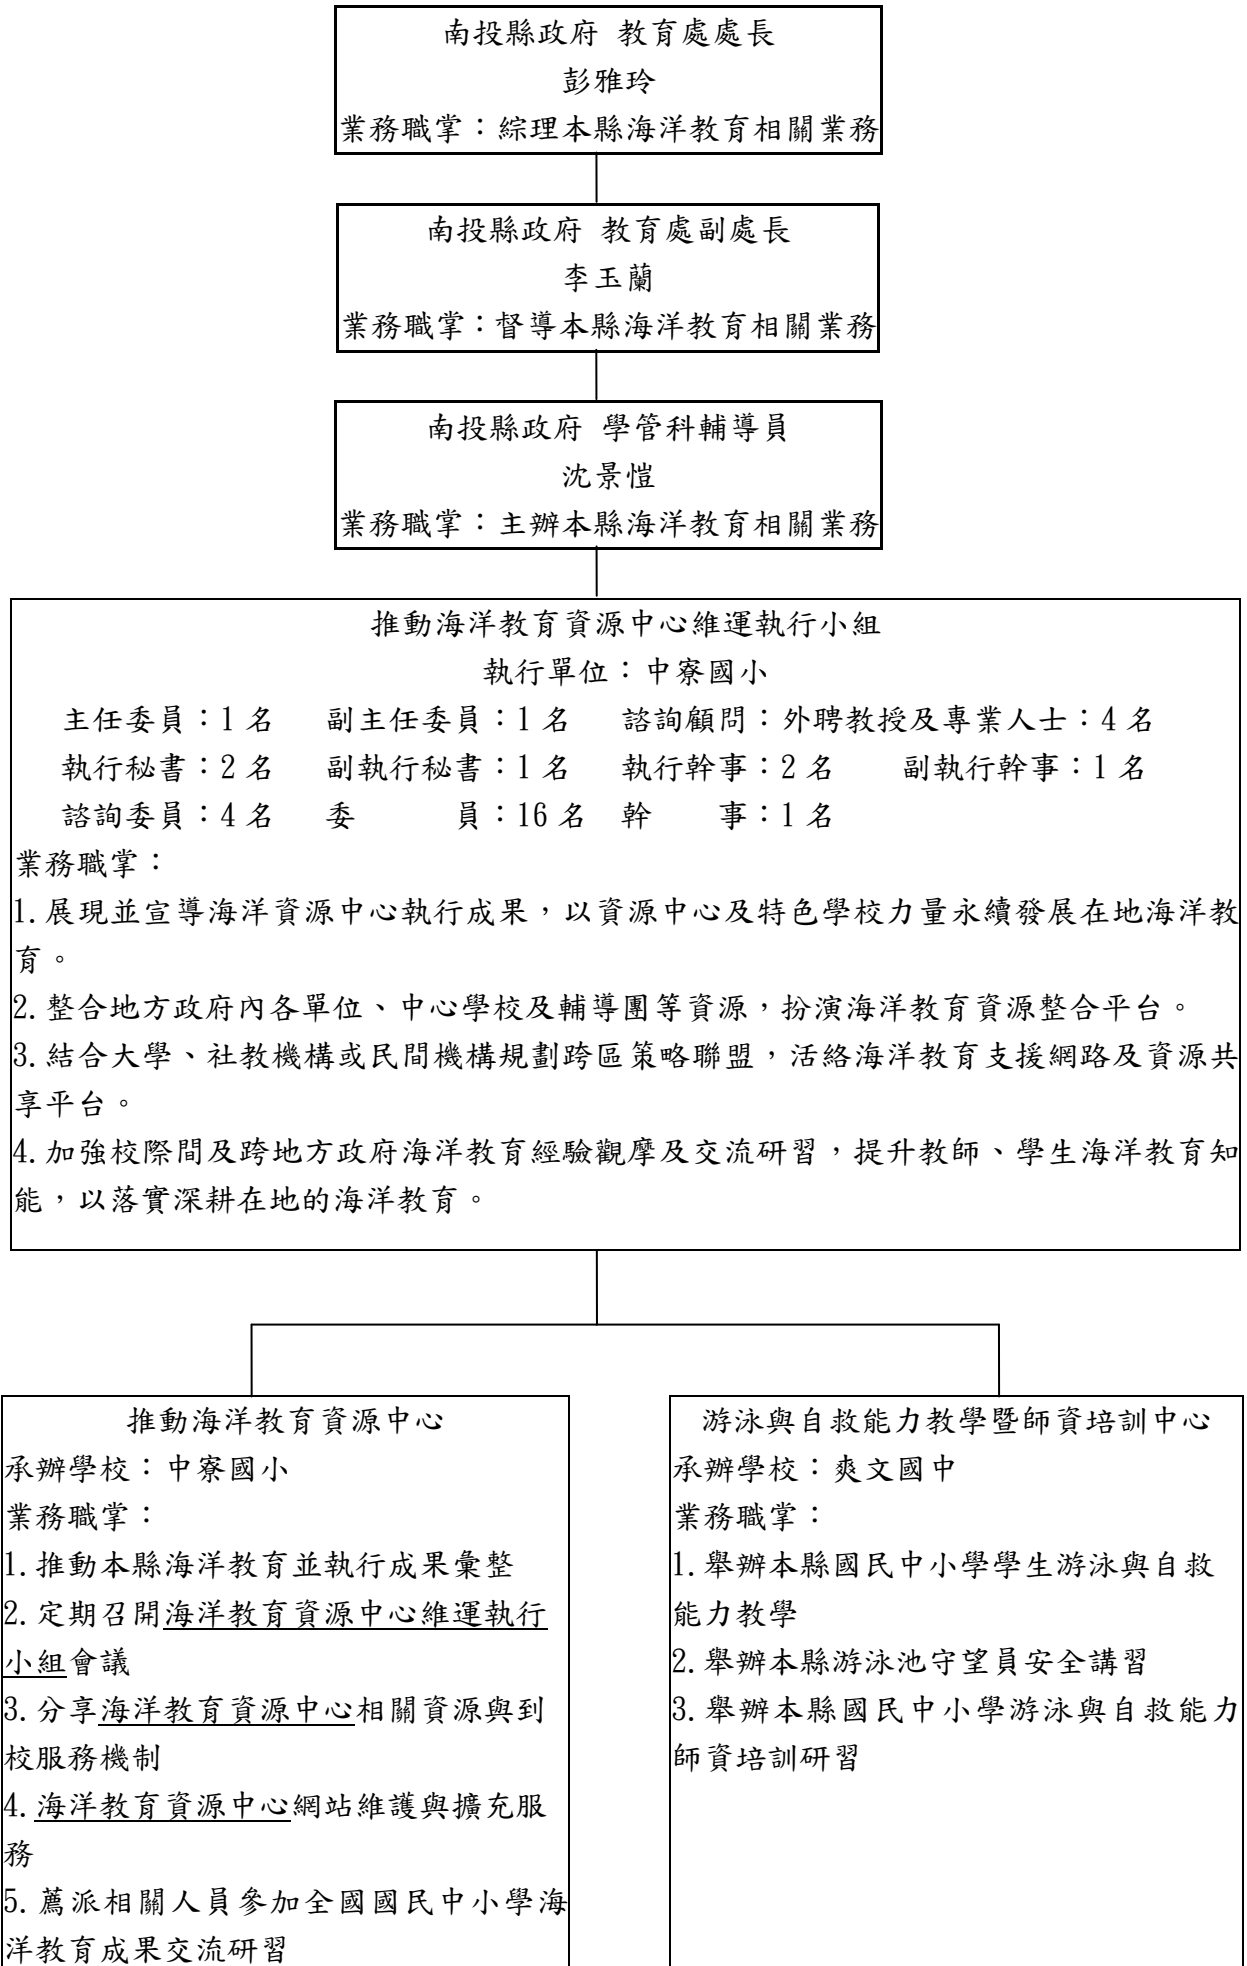 南投縣政府 教育處處長
彭雅玲
業務職掌：綜理本縣海洋教育相關業務
南投縣政府 教育處副處長
李玉蘭
業務職掌：督導本縣海洋教育相關業務
南投縣政府 學管科輔導員
沈景愷
業務職掌：主辦本縣海洋教育相關業務
推動海洋教育資源中心維運執行小組
執行單位：中寮國小
主任委員：1 名 副主任委員：1 名 諮詢顧問：外聘教授及專業人士：4 名
執行秘書：2 名 副執行秘書：1 名 執行幹事：2 名 副執行幹事：1 名
諮詢委員：4 名 委 員：16 名 幹 事：1 名
業務職掌：
1.展現並宣導海洋資源中心執行成果，以資源中心及特色學校力量永續發展在地海洋教
育。
2.整合地方政府內各單位、中心學校及輔導團等資源，扮演海洋教育資源整合平台。
3.結合大學、社教機構或民間機構規劃跨區策略聯盟，活絡海洋教育支援網路及資源共
享平台。
4.加強校際間及跨地方政府海洋教育經驗觀摩及交流研習，提升教師、學生海洋教育知
能，以落實深耕在地的海洋教育。
推動海洋教育資源中心
承辦學校：中寮國小
業務職掌：
1.推動本縣海洋教育並執行成果彙整
2.定期召開海洋教育資源中心維運執行
小組會議
3.分享海洋教育資源中心相關資源與到
校服務機制
4.海洋教育資源中心網站維護與擴充服
務
5.薦派相關人員參加全國國民中小學海
洋教育成果交流研習
游泳與自救能力教學暨師資培訓中心
承辦學校：爽文國中
業務職掌：
1.舉辦本縣國民中小學學生游泳與自救
能力教學
2.舉辦本縣游泳池守望員安全講習
3.舉辦本縣國民中小學游泳與自救能力
師資培訓研習